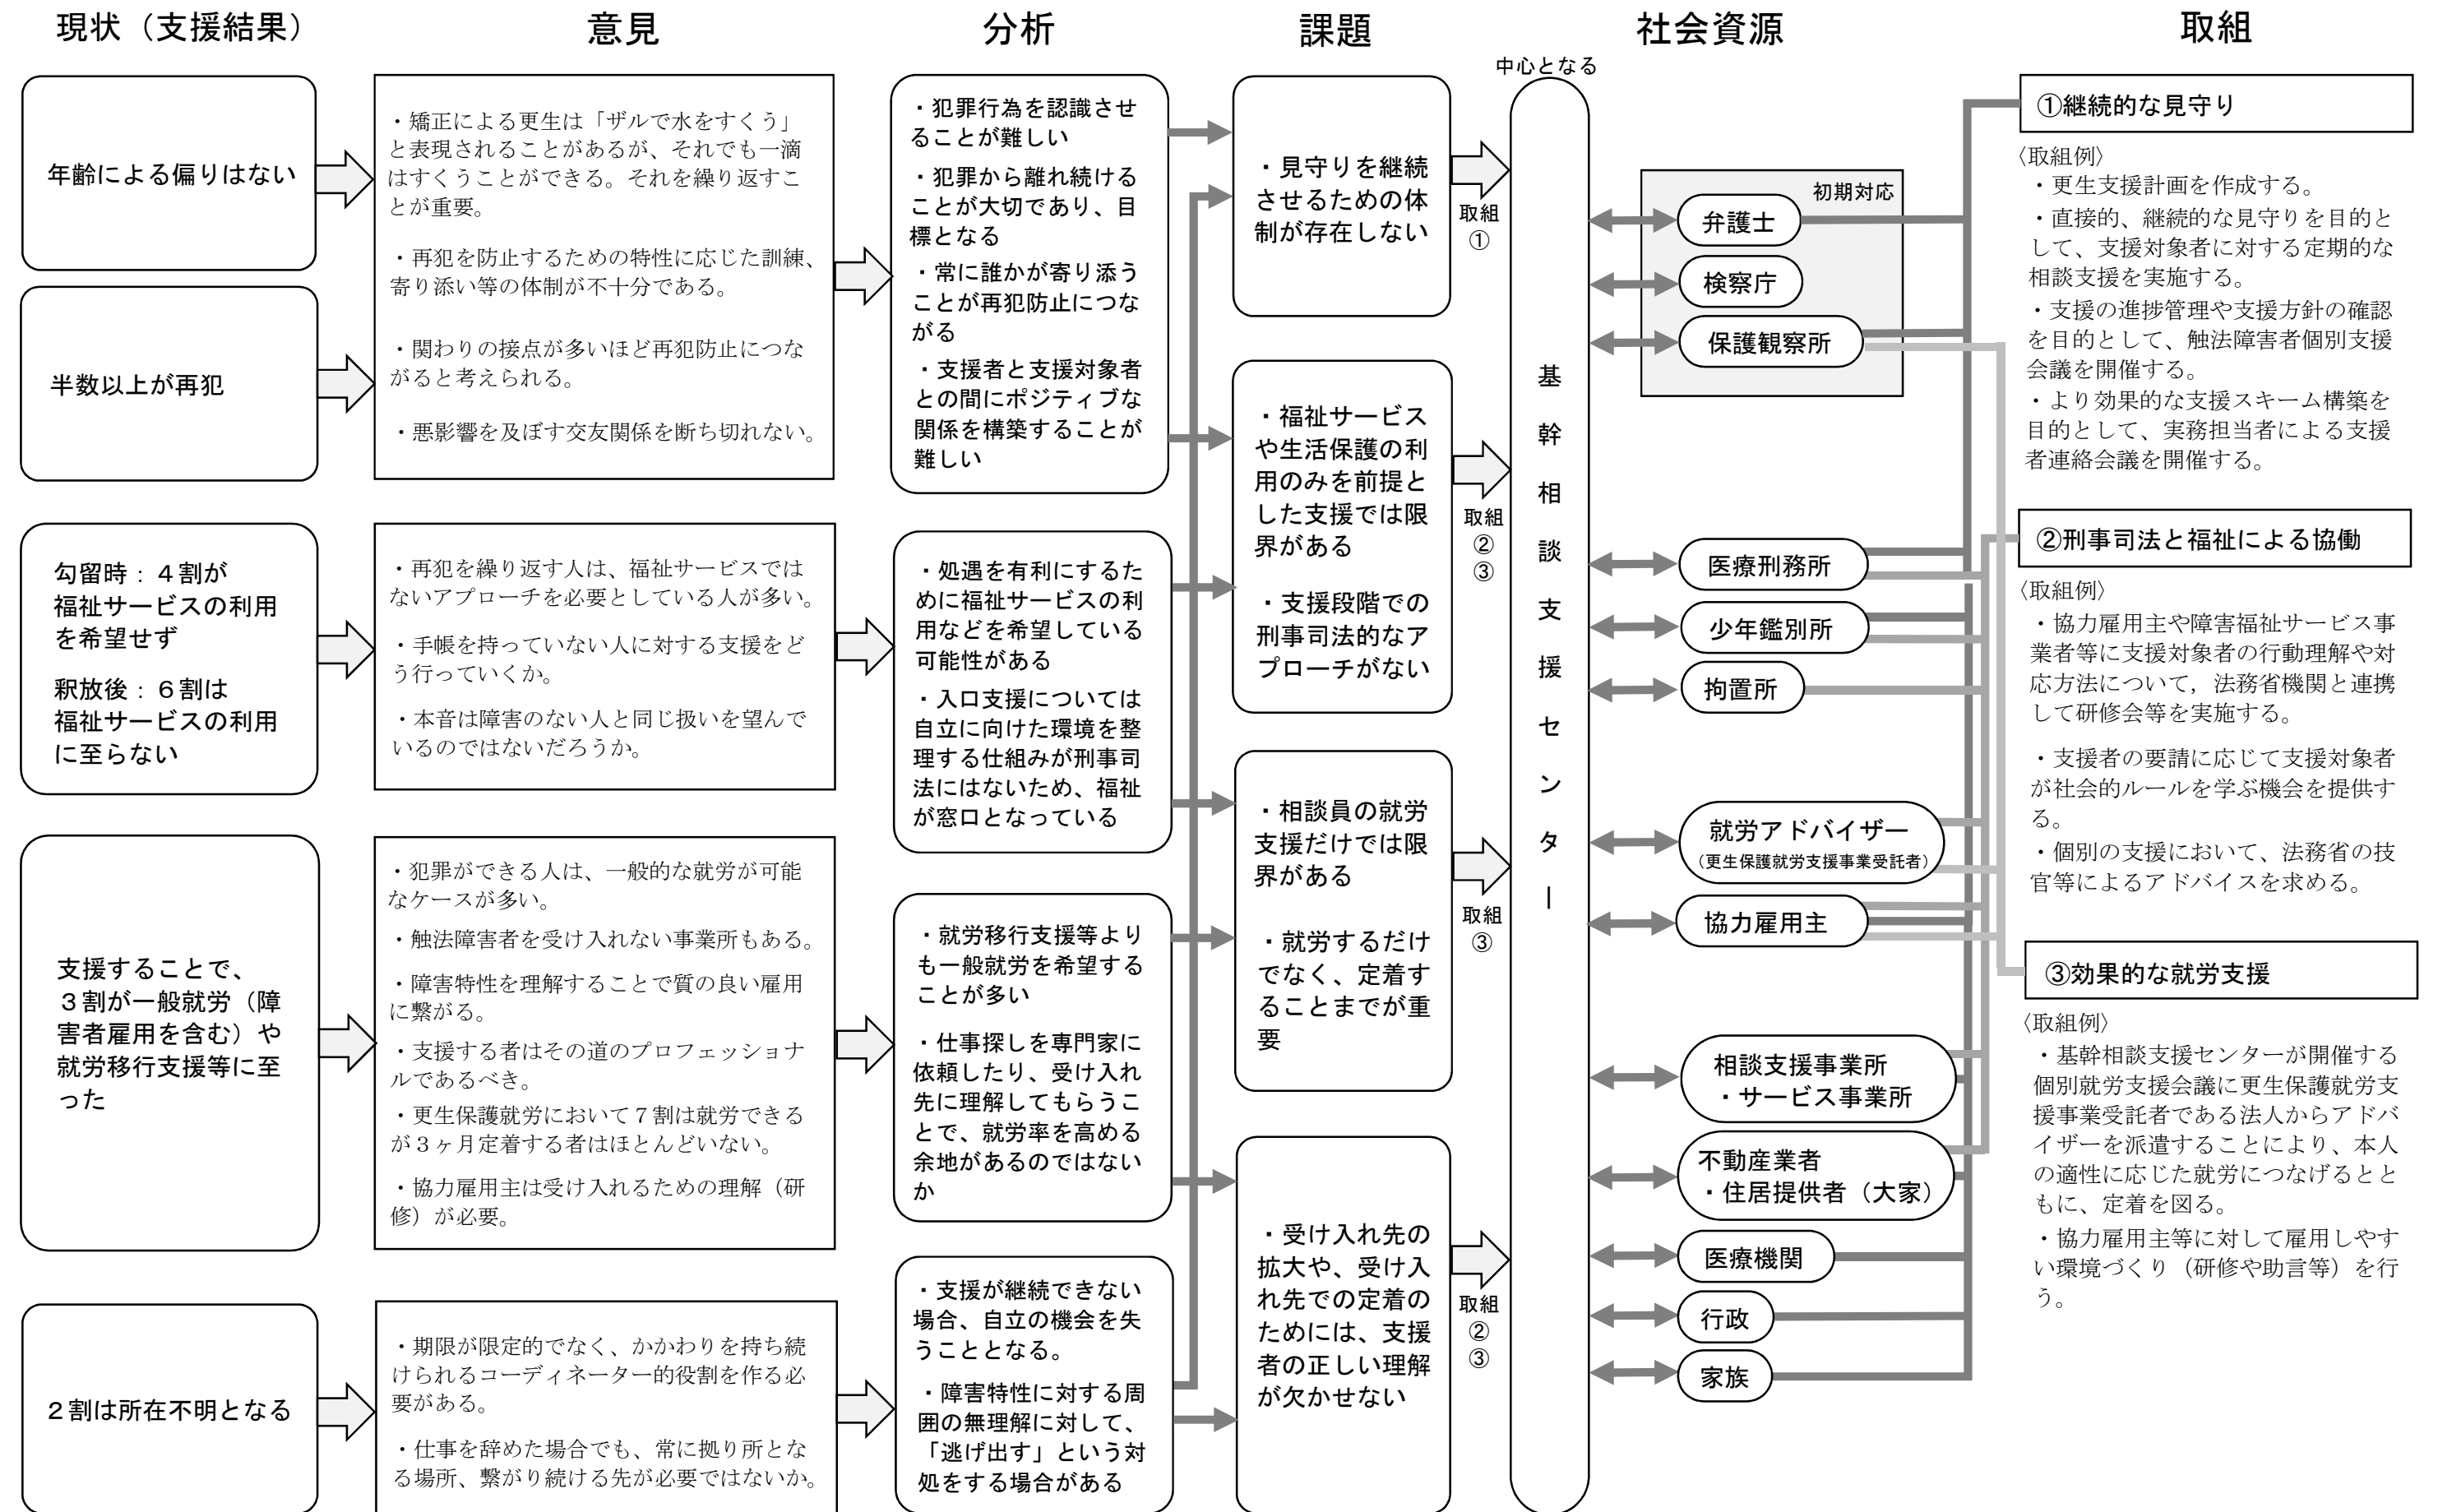 現状（支援結果）
意見
分析
課題
社会資源
取組
年齢による偏りはない
半数以上が再犯
勾留時：４割が
福祉サービスの利用
を希望せず
釈放後：６割は
福祉サービスの利用
に至らない
支援することで、
３割が一般就労（障
害者雇用を含む）や
就労移行支援等に至
った
２割は所在不明となる
・矯正による更生は「ザルで水をすくう」
と表現されることがあるが、それでも一滴
はすくうことができる。それを繰り返すこ
とが重要。
・再犯を防止するための特性に応じた訓練、
寄り添い等の体制が不十分である。
・関わりの接点が多いほど再犯防止につな
がると考えられる。
・悪影響を及ぼす交友関係を断ち切れない。
・再犯を繰り返す人は、福祉サービスでは
ないアプローチを必要としている人が多い。
・手帳を持っていない人に対する支援をど
う行っていくか。
・本音は障害のない人と同じ扱いを望んで
いるのではないだろうか。
・犯罪ができる人は、一般的な就労が可能
なケースが多い。
・触法障害者を受け入れない事業所もある。
・障害特性を理解することで質の良い雇用
に繋がる。
・支援する者はその道のプロフェッショナ
ルであるべき。
・更生保護就労において７割は就労できる
が３ヶ月定着する者はほとんどいない。
・協力雇用主は受け入れるための理解（研
修）が必要。
・期限が限定的でなく、かかわりを持ち続
けられるコーディネーター的役割を作る必
要がある。
・仕事を辞めた場合でも、常に拠り所とな
る場所、繋がり続ける先が必要ではないか。
・犯罪行為を認識させ
ることが難しい
・犯罪から離れ続ける
ことが大切であり、目
標となる
・常に誰かが寄り添う
ことが再犯防止につな
がる
・支援者と支援対象者
との間にポジティブな
関係を構築することが
難しい
・処遇を有利にするた
めに福祉サービスの利
用などを希望している
可能性がある
・入口支援については
自立に向けた環境を整
理する仕組みが刑事司
法にはないため、福祉
が窓口となっている
・就労移行支援等より
も一般就労を希望する
ことが多い
・仕事探しを専門家に
依頼したり、受け入れ
先に理解してもらうこ
とで、就労率を高める
余地があるのではない
か
・支援が継続できない
場合、自立の機会を失
うこととなる。
・障害特性に対する周
囲の無理解に対して、
「逃げ出す」という対
処をする場合がある
・見守りを継続
させるための体
制が存在しない
・福祉サービス
や生活保護の利
用のみを前提と
した支援では限
界がある
・支援段階での
刑事司法的なア
プローチがない
・相談員の就労
支援だけでは限
界がある
・就労するだけ
でなく、定着す
ることまでが重
要
・受け入れ先の
拡大や、受け入
れ先での定着の
ためには、支援
者の正しい理解
が欠かせない
取組
①
取組
②
③
取組
③
取組
②
③
中心となる
基幹相談支援センター
初期対応
弁護士
検察庁
保護観察所
医療刑務所
少年鑑別所
拘置所
就労アドバイザー
（更生保護就労支援事業受託者）
協力雇用主
相談支援事業所
・サービス事業所
不動産業者
・住居提供者（大家）
医療機関
行政
家族
①継続的な見守り
〈取組例〉
・更生支援計画を作成する。
・直接的、継続的な見守りを目的と
して、支援対象者に対する定期的な
相談支援を実施する。
・支援の進捗管理や支援方針の確認
を目的として、触法障害者個別支援
会議を開催する。
・より効果的な支援スキーム構築を
目的として、実務担当者による支援
者連絡会議を開催する。
②刑事司法と福祉による協働
〈取組例〉
・協力雇用主や障害福祉サービス事
業者等に支援対象者の行動理解や対
応方法について，法務省機関と連携
して研修会等を実施する。
・支援者の要請に応じて支援対象者
が社会的ルールを学ぶ機会を提供す
る。
・個別の支援において、法務省の技
官等によるアドバイスを求める。
③効果的な就労支援
〈取組例〉
・基幹相談支援センターが開催する
個別就労支援会議に更生保護就労支
援事業受託者である法人からアドバ
イザーを派遣することにより、本人
の適性に応じた就労につなげるとと
もに、定着を図る。
・協力雇用主等に対して雇用しやす
い環境づくり（研修や助言等）を行
う。